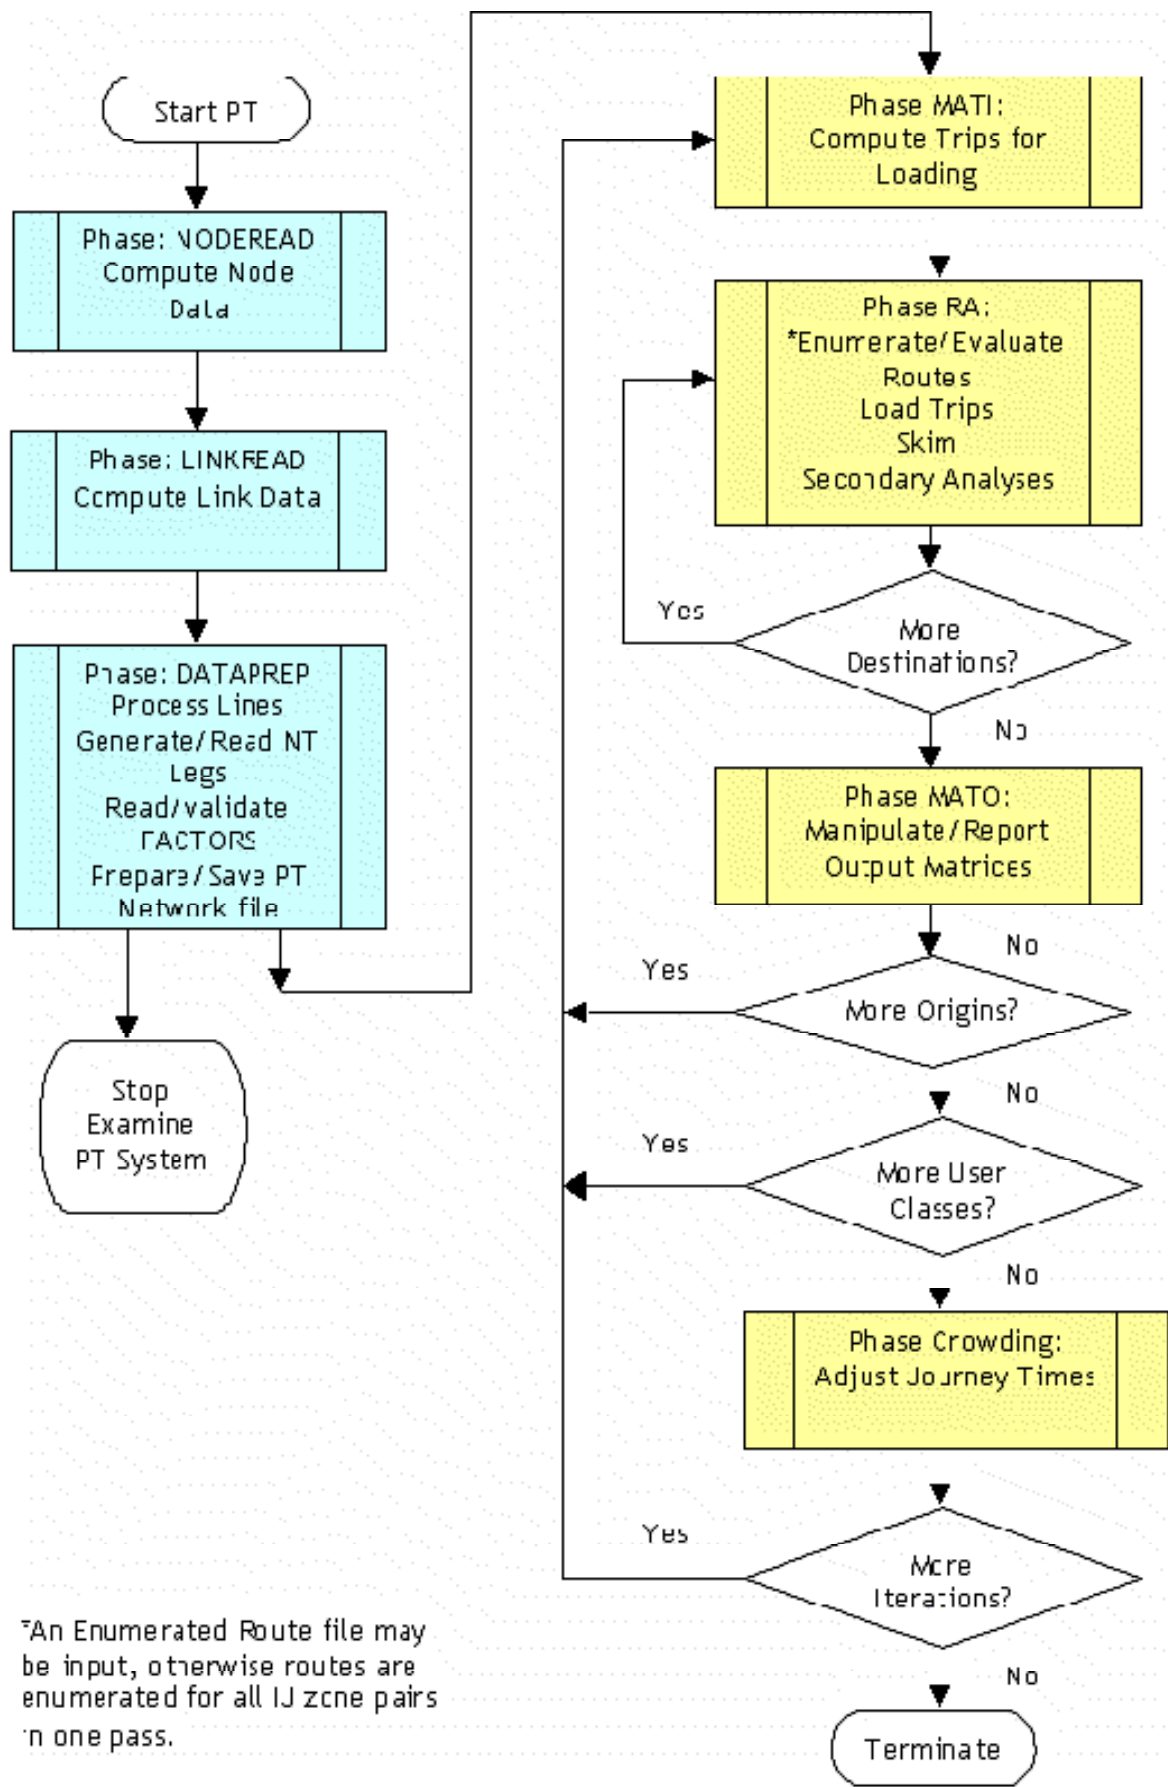 Start PT
Phase: NODEREAD
Compute Node
Data
Phase: LINKREAD
Compute Link Data
Phase: DATAPREP
Process Lines
Generate/Read NT
Legs
Read/validate
FACTORS
Prepare/Save PT
Network file
Stop
Examine
PT System
*An Enumerated Route file may
be input, otherwise routes are
enumerated for all IJ zone pairs
in one pass.
Phase MATI:
Compute Trips for
Loading
Phase RA:
*Enumerate/Evaluate
Routes
Load Trips
Skim
Secondary Analyses
Yes
More
Destinations?
No
Phase MATO:
Manipulate/Report
Output Matrices
No
Yes
More Origins?
No
Yes
More User
Classes?
No
Phase Crowding:
Adjust Journey Times
Yes
More
Iterations?
No
Terminate